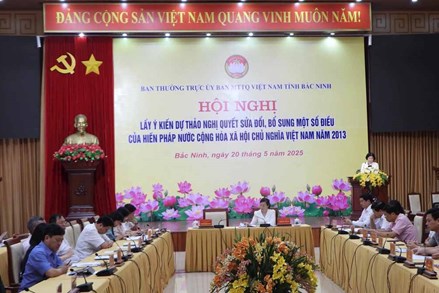 ĐẢNG CỘNG SẢN VIỆT NAM QUANG VINH MUÔN NĂM!
BAN THƯỜNG TRỰC ỦY BAN MTTQ VIỆT NAM TỈNH BẮC NINH
HỘI NGHỊ
LẤY Ý KIẾN DỰ THẢO NGHỊ QUYẾT SỬA ĐỔI, BỔ SUNG MỘT SỐ ĐIỀU
CỦA HIẾN PHÁP NƯỚC CỘNG HÒA XÃ HỘI CHỦ NGHĨA VIỆT NAM NĂM 2013
Bắc Ninh, ngày 20 tháng 5 năm 2025